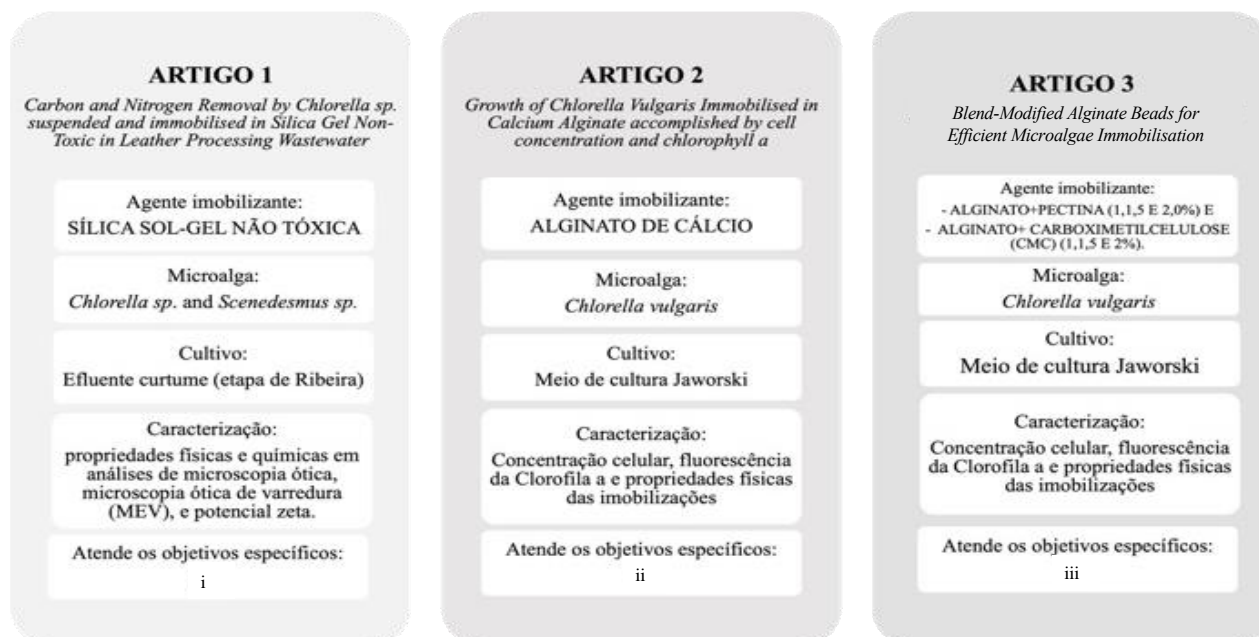 ARTIGO 1
Carbon and Nitrogen Removal by Chlorella sp.
suspended and immobilised in Silica Gel Non-
Toxic in Leather Processing Wastewater
Agente imobilizante:
SÍLICA SOL-GEL NÃO TÓXICA
Microalga:
Chlorella sp. and Scenedesmus sp.
Cultivo:
Efluente curtume (etapa de Ribeira)
Caracterização:
propriedades físicas e químicas em
análises de microscopia ótica,
microscopia ótica de varredura
(MEV), e potencial zeta.
Atende os objetivos específicos:
i
ARTIGO 2
Growth of Chlorella Vulgaris Immobilised in
Calcium Alginate accomplished by cell
concentration and chlorophyll a
Agente imobilizante:
ALGINATO DE CÁLCIO
Microalga:
Chlorella vulgaris
Cultivo:
Meio de cultura Jaworski
Caracterização:
Concentração celular, fluorescência
da Clorofila a e propriedades físicas
das imobilizações
Atende os objetivos específicos:
ii
ARTIGO 3
Blend-Modified Alginate Beads for
Efficient Microalgae Immobilisation
Agente imobilizante:
- ALGINATO+PECTINA (1,1,5 E 2,0%) E
- ALGINATO+ CARBOXIMETILCELULOSE
(CMC) (1,1,5 E 2%).
Microalga:
Chlorella vulgaris
Cultivo:
Meio de cultura Jaworski
Caracterização:
Concentração celular, fluorescência
da Clorofila a e propriedades físicas
das imobilizações
Atende os objetivos específicos:
iii